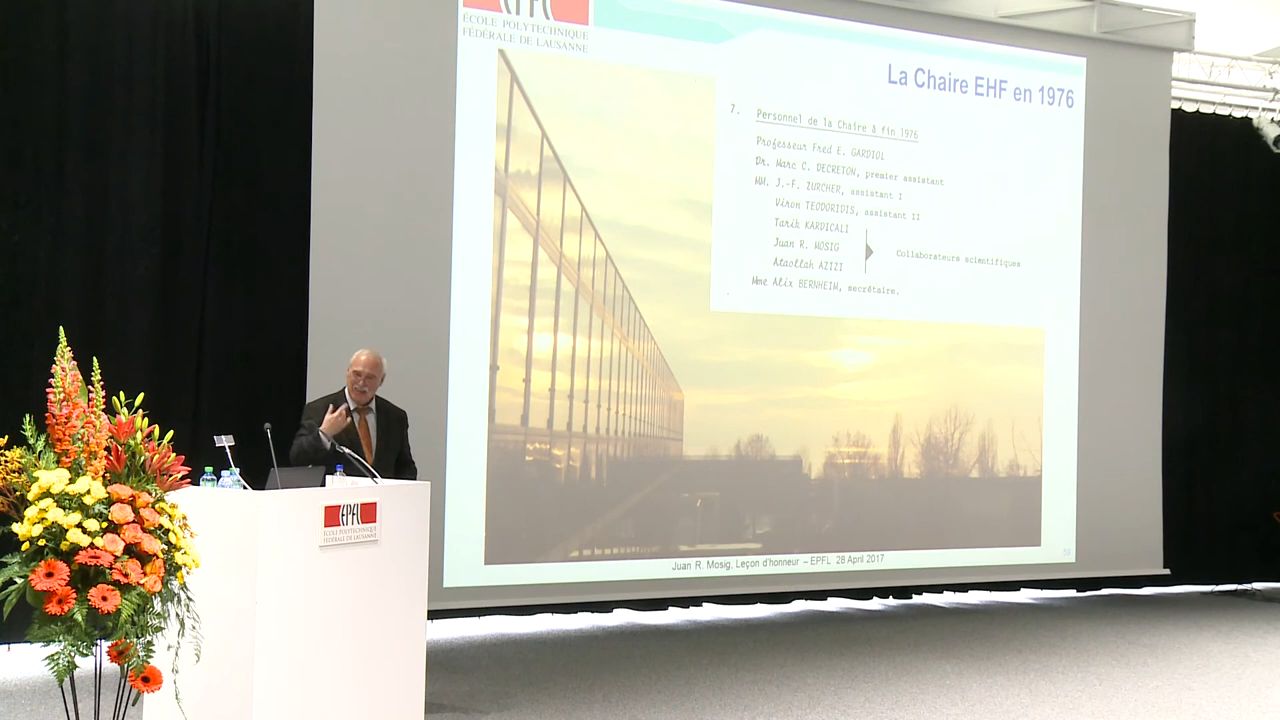 EPFL
ÉCOLE POLYTECHNIQUE
FÉDÉRALE DE LAUSANNE
La Chaire EHF en 1976
7. Personnel de la Chaire à fin 1976
Professeur Fred E. GARDIOL
Dr. Marc C. DECRETON, premier assistant
MM. J.-F. ZURCHER, assistant I
Viron TEODORIDIS, assistant II
Tarik KARDICALI
Juan R. MOSIG
Ataollah AZIZI
Collaborateurs scientifiques
Mme Alix BERNHEIM, secrétaire.
Juan R. Mosig, Leçon d'honneur – EPFL 28 April 2017
EPFL
ÉCOLE POLYTECHNIQUE
FÉDÉRALE DE LAUSANNE